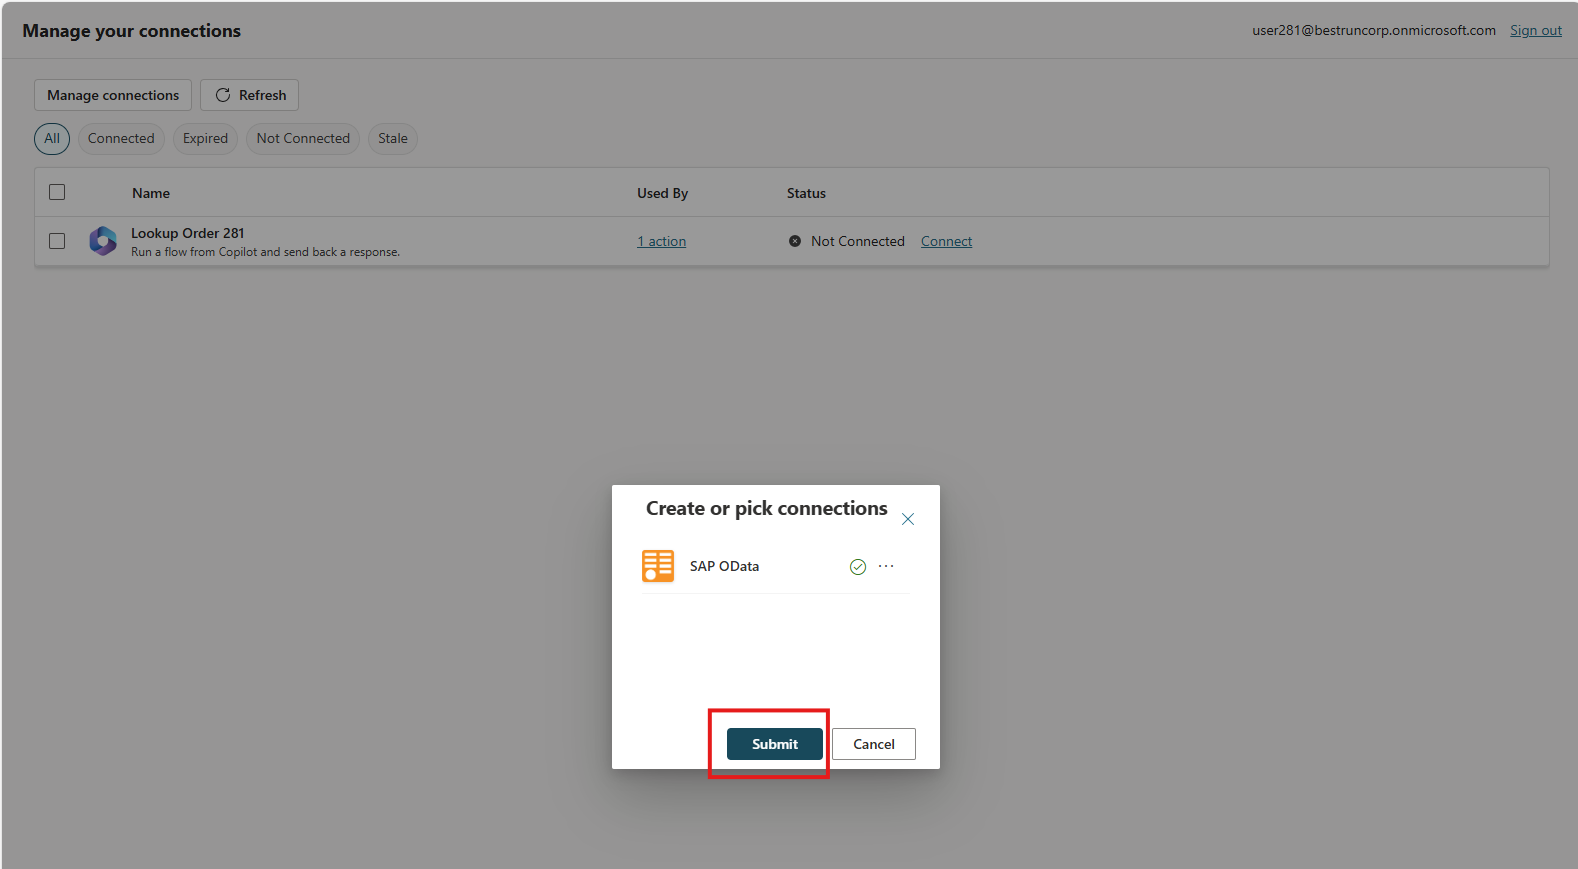 Manage your connections
user281@bestruncorp.onmicrosoft.com Sign out
Manage connections Refresh
All Connected Expired Not Connected Stale
Name Used By Status
Lookup Order 281
Run a flow from Copilot and send back a response.
1 action Not Connected Connect
Create or pick connections
SAP OData
Submit Cancel